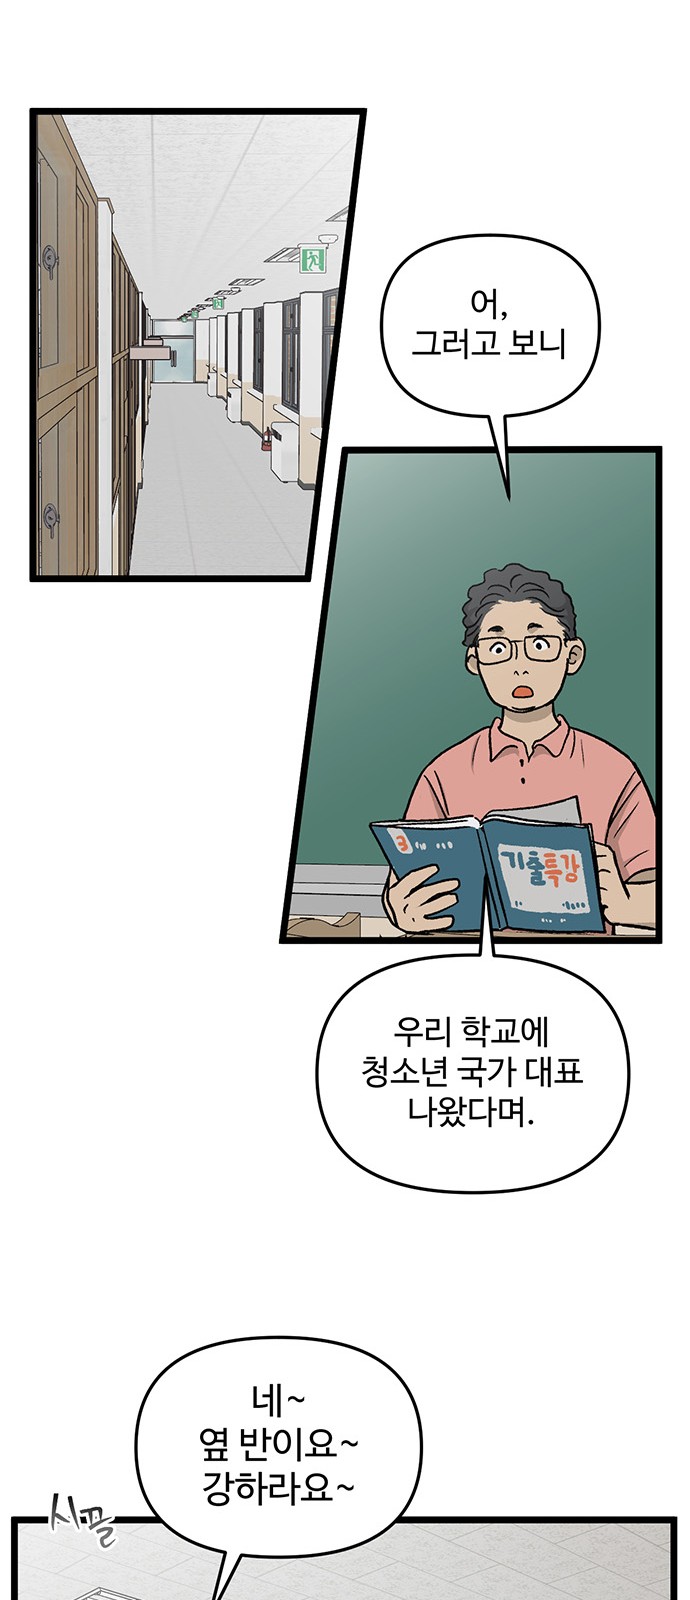 어,
그러고 보니
3
기출특강
우리 학교에
청소년 국가 대표
나왔다며.
네~
옆 반이요~
강하라요~
시끌